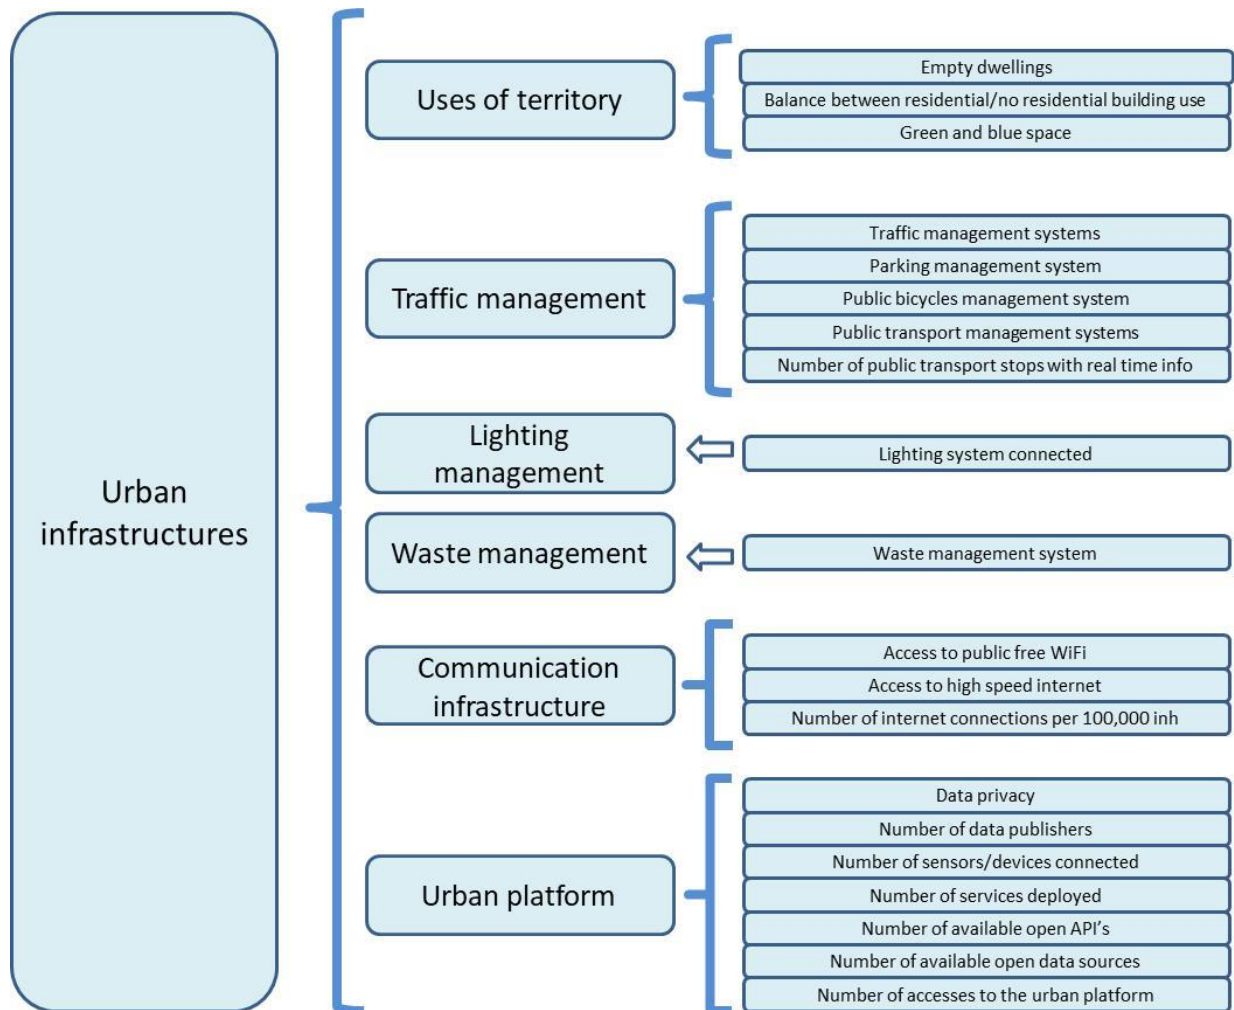 Urban
infrastructures
Uses of territory
Empty dwellings
Balance between residential/no residential building use
Green and blue space
Traffic management
Traffic management systems
Parking management system
Public bicycles management system
Public transport management systems
Number of public transport stops with real time info
Lighting
management
Lighting system connected
Waste management
Waste management system
Communication
infrastructure
Access to public free WiFi
Access to high speed internet
Number of internet connections per 100,000 inh
Urban platform
Data privacy
Number of data publishers
Number of sensors/devices connected
Number of services deployed
Number of available open API's
Number of available open data sources
Number of accesses to the urban platform